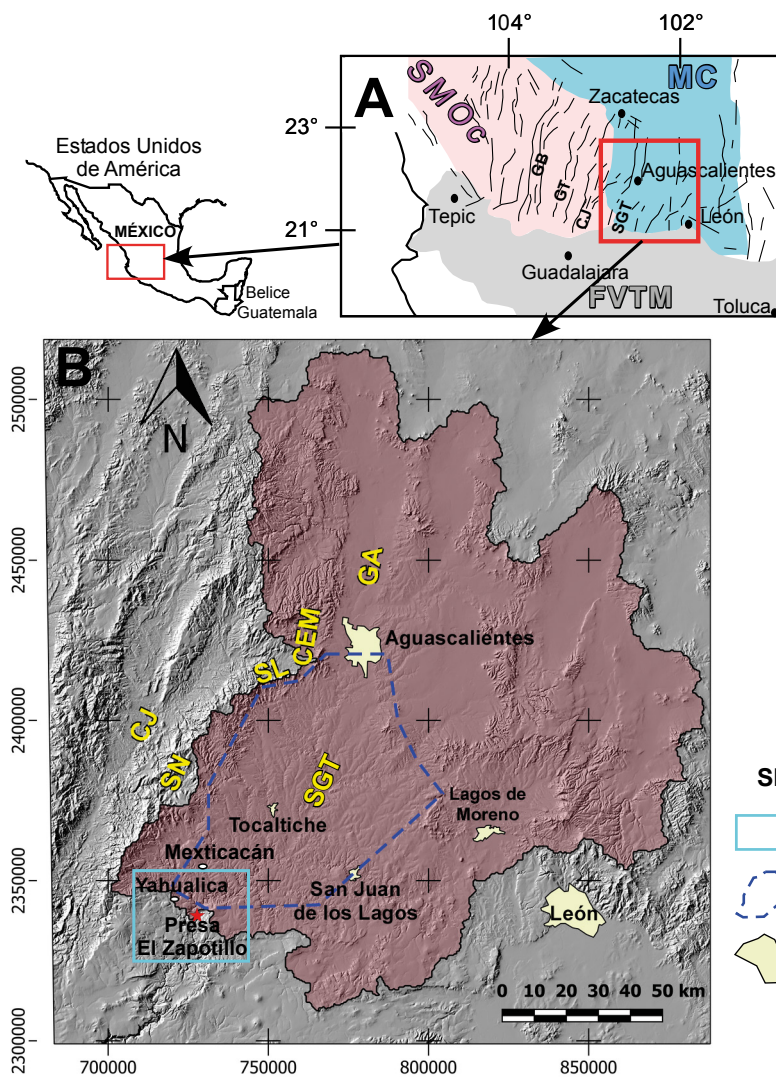 104°
102°
A
SMOc
MC
Zacatecas
23°
Estados Unidos
de América
GB
GT
Aguascalientes
Tepic
CJ
SGT
León
21°
MÉXICO
Guadalajara
Belice
Guatemala
FVTM
Toluca
B
N
2500000
2450000
GA
CEM
Aguascalientes
SL
2400000
CJ
SN
SGT
Lagos de
Moreno
Tocaltiche
Mexticacán
2350000
Yahualica
San Juan
de los Lagos
León
Presa
El Zapotillo
0 10 20 30 40 50 km
2300000
700000
750000
800000
850000